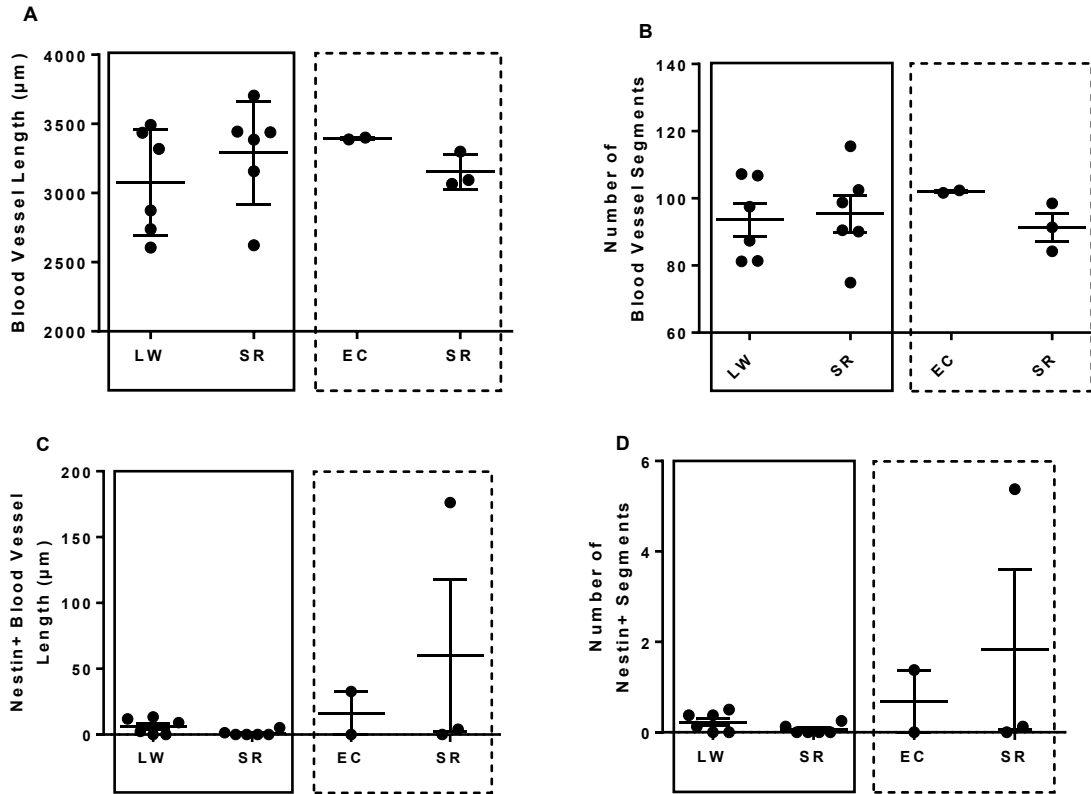 A
Blood Vessel Length (µm)
4000
3500
3000
2500
2000
LW
SR
EC
SR
B
Number of
Blood Vessel Segments
140
120
100
80
60
LW
SR
EC
SR
C
Nestin+ Blood Vessel
Length (µm)
200
150
100
50
0
LW
SR
EC
SR
D
Number of
Nestin+ Segments
6
4
2
0
LW
SR
EC
SR